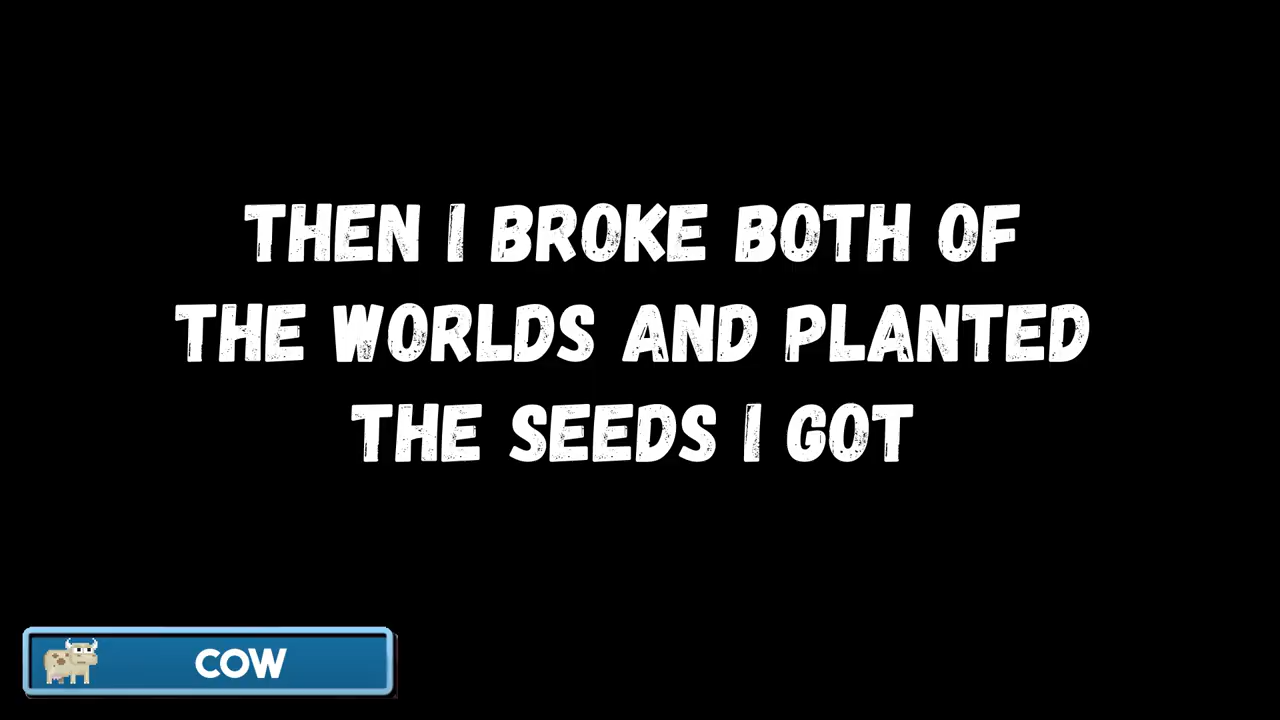 THEN I BROKE BOTH OF
THE WORLDS AND PLANTED
THE SEEDS I GOT
COW